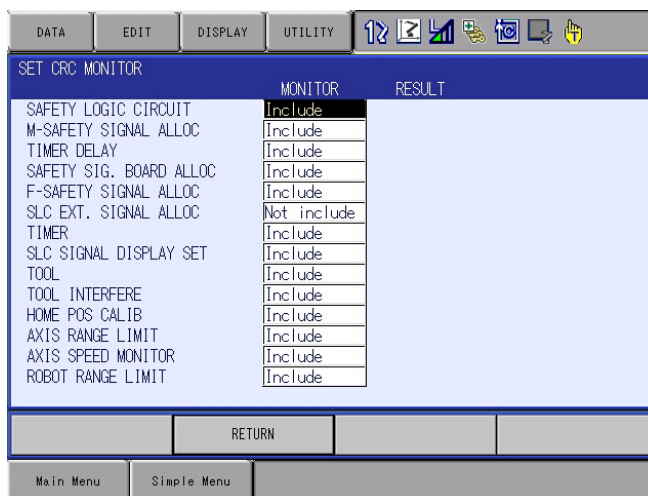 DATA EDIT DISPLAY UTILITY
SET CRC MONITOR
MONITOR RESULT
SAFETY LOGIC CIRCUIT Include
M-SAFETY SIGNAL ALLOC Include
TIMER DELAY Include
SAFETY SIG. BOARD ALLOC Include
F-SAFETY SIGNAL ALLOC Include
SLC EXT. SIGNAL ALLOC Not include
TIMER Include
SLC SIGNAL DISPLAY SET Include
TOOL Include
TOOL INTERFERE Include
HOME POS CALIB Include
AXIS RANGE LIMIT Include
AXIS SPEED MONITOR Include
ROBOT RANGE LIMIT Include
RETURN
Main Menu Simple Menu